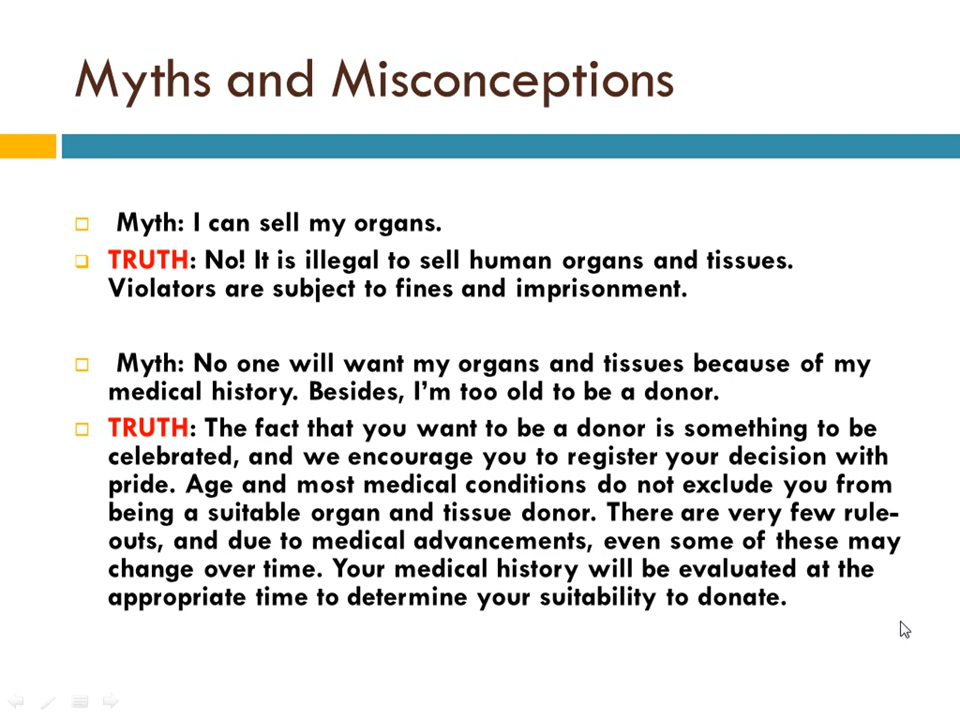 Myths and Misconceptions
Myth: I can sell my organs.
TRUTH: No! It is illegal to sell human organs and tissues.
Violators are subject to fines and imprisonment.
Myth: No one will want my organs and tissues because of my
medical history. Besides, I'm too old to be a donor.
TRUTH: The fact that you want to be a donor is something to be
celebrated, and we encourage you to register your decision with
pride. Age and most medical conditions do not exclude you from
being a suitable organ and tissue donor. There are very few rule-
outs, and due to medical advancements, even some of these may
change over time. Your medical history will be evaluated at the
appropriate time to determine your suitability to donate.